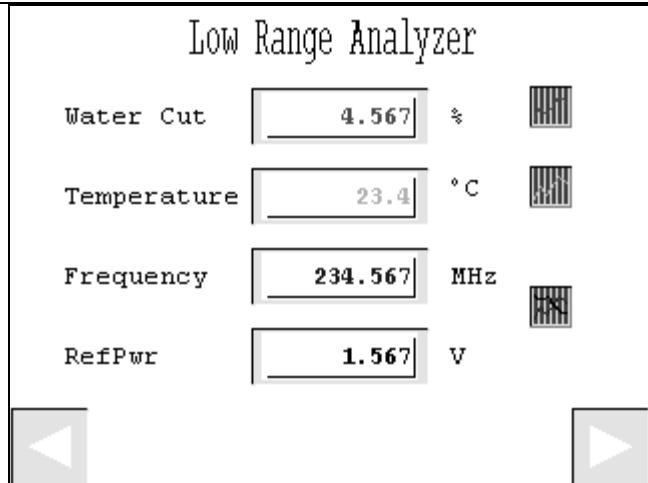 Low Range Analyzer
Water Cut 4.567 %
Temperature 23.4 °C
Frequency 234.567 MHz
RefPwr 1.567 V